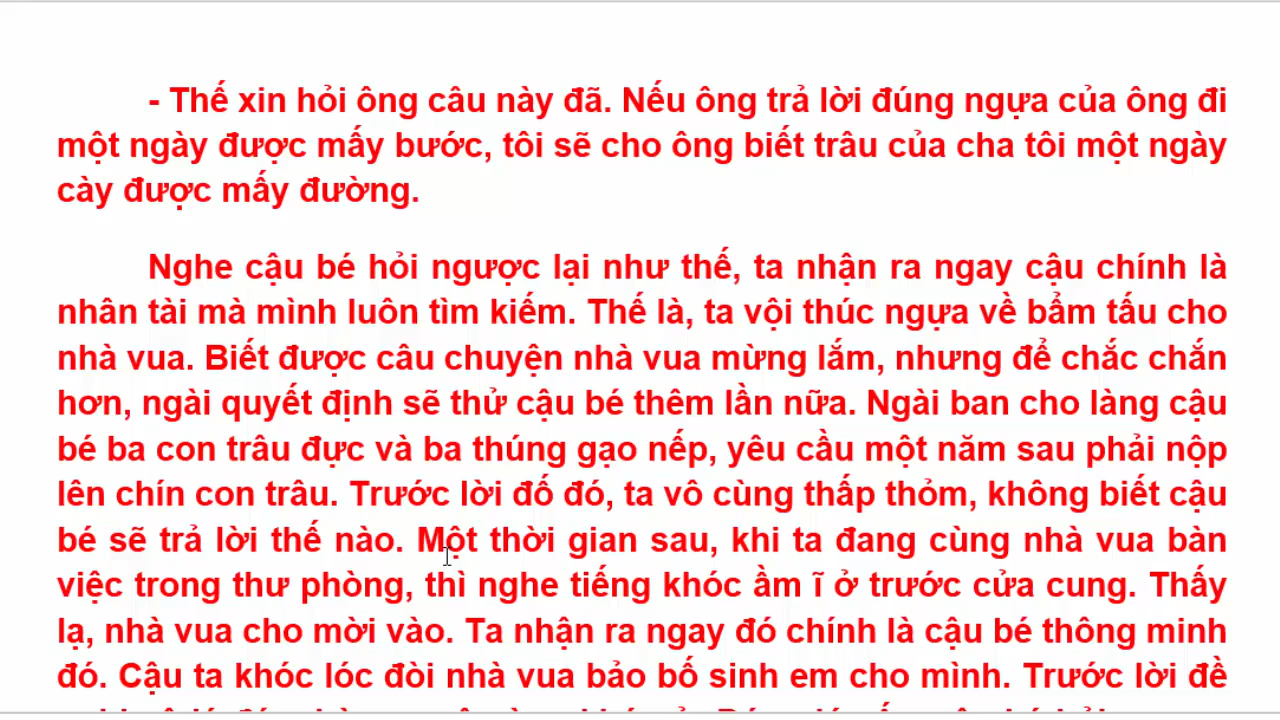 - Thế xin hỏi ông câu này đã. Nếu ông trả lời đúng ngựa của ông đi
một ngày được mấy bước, tôi sẽ cho ông biết trâu của cha tôi một ngày
cày được mấy đường.
Nghe cậu bé hỏi ngược lại như thế, ta nhận ra ngay cậu chính là
nhân tài mà mình luôn tìm kiếm. Thế là, ta vội thúc ngựa về bẩm tấu cho
nhà vua. Biết được câu chuyện nhà vua mừng lắm, nhưng để chắc chắn
hơn, ngài quyết định sẽ thử cậu bé thêm lần nữa. Ngài ban cho làng cậu
bé ba con trâu đực và ba thúng gạo nếp, yêu cầu một năm sau phải nộp
lên chín con trâu. Trước lời đố đó, ta vô cùng thấp thỏm, không biết cậu
bé sẽ trả lời thế nào. Một thời gian sau, khi ta đang cùng nhà vua bàn
việc trong thư phòng, thì nghe tiếng khóc ầm ĩ ở trước cửa cung. Thấy
lạ, nhà vua cho mời vào. Ta nhận ra ngay đó chính là cậu bé thông minh
đó. Cậu ta khóc lóc đòi nhà vua bảo bố sinh em cho mình. Trước lời đề